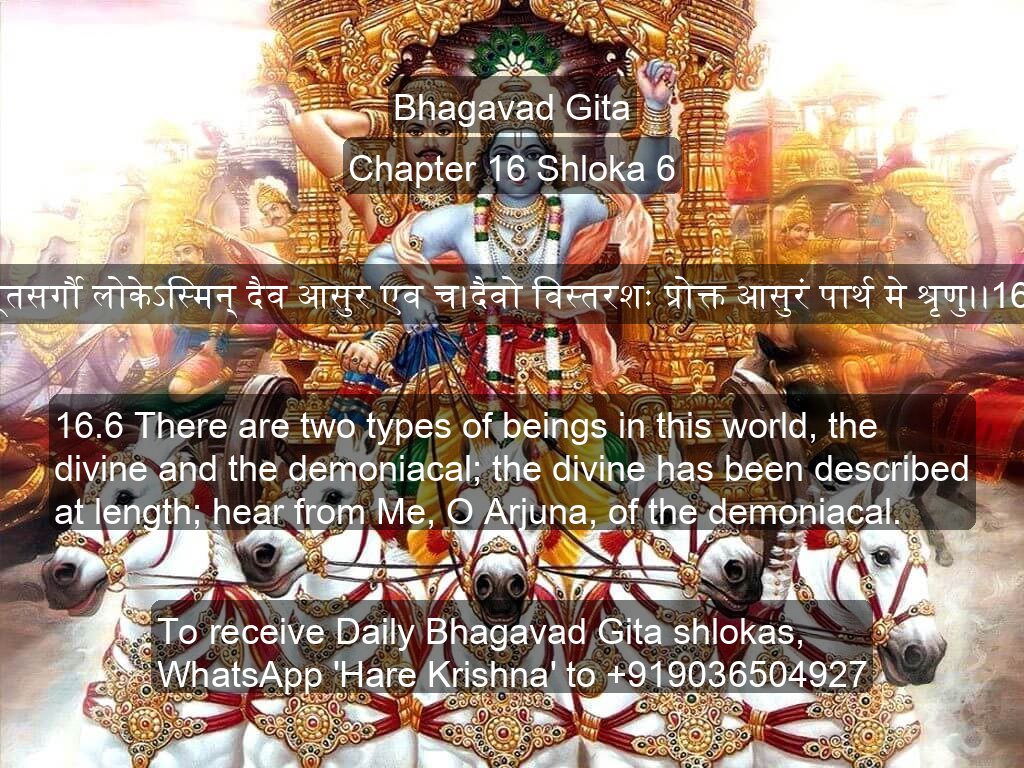 Bhagavad Gita
Chapter 16 Shloka 6
लोकेऽस्मिन् दैव आसुर एव च।दैवो विस्तरशः प्रोक्त आसुरं पार्थ मे श्रृणु।।16
16.6 There are two types of beings in this world, the
divine and the demoniacal; the divine has been described
at length; hear from Me, O Arjuna, of the demoniacal.
To receive Daily Bhagavad Gita shlokas,
WhatsApp 'Hare Krishna' to +919036504927